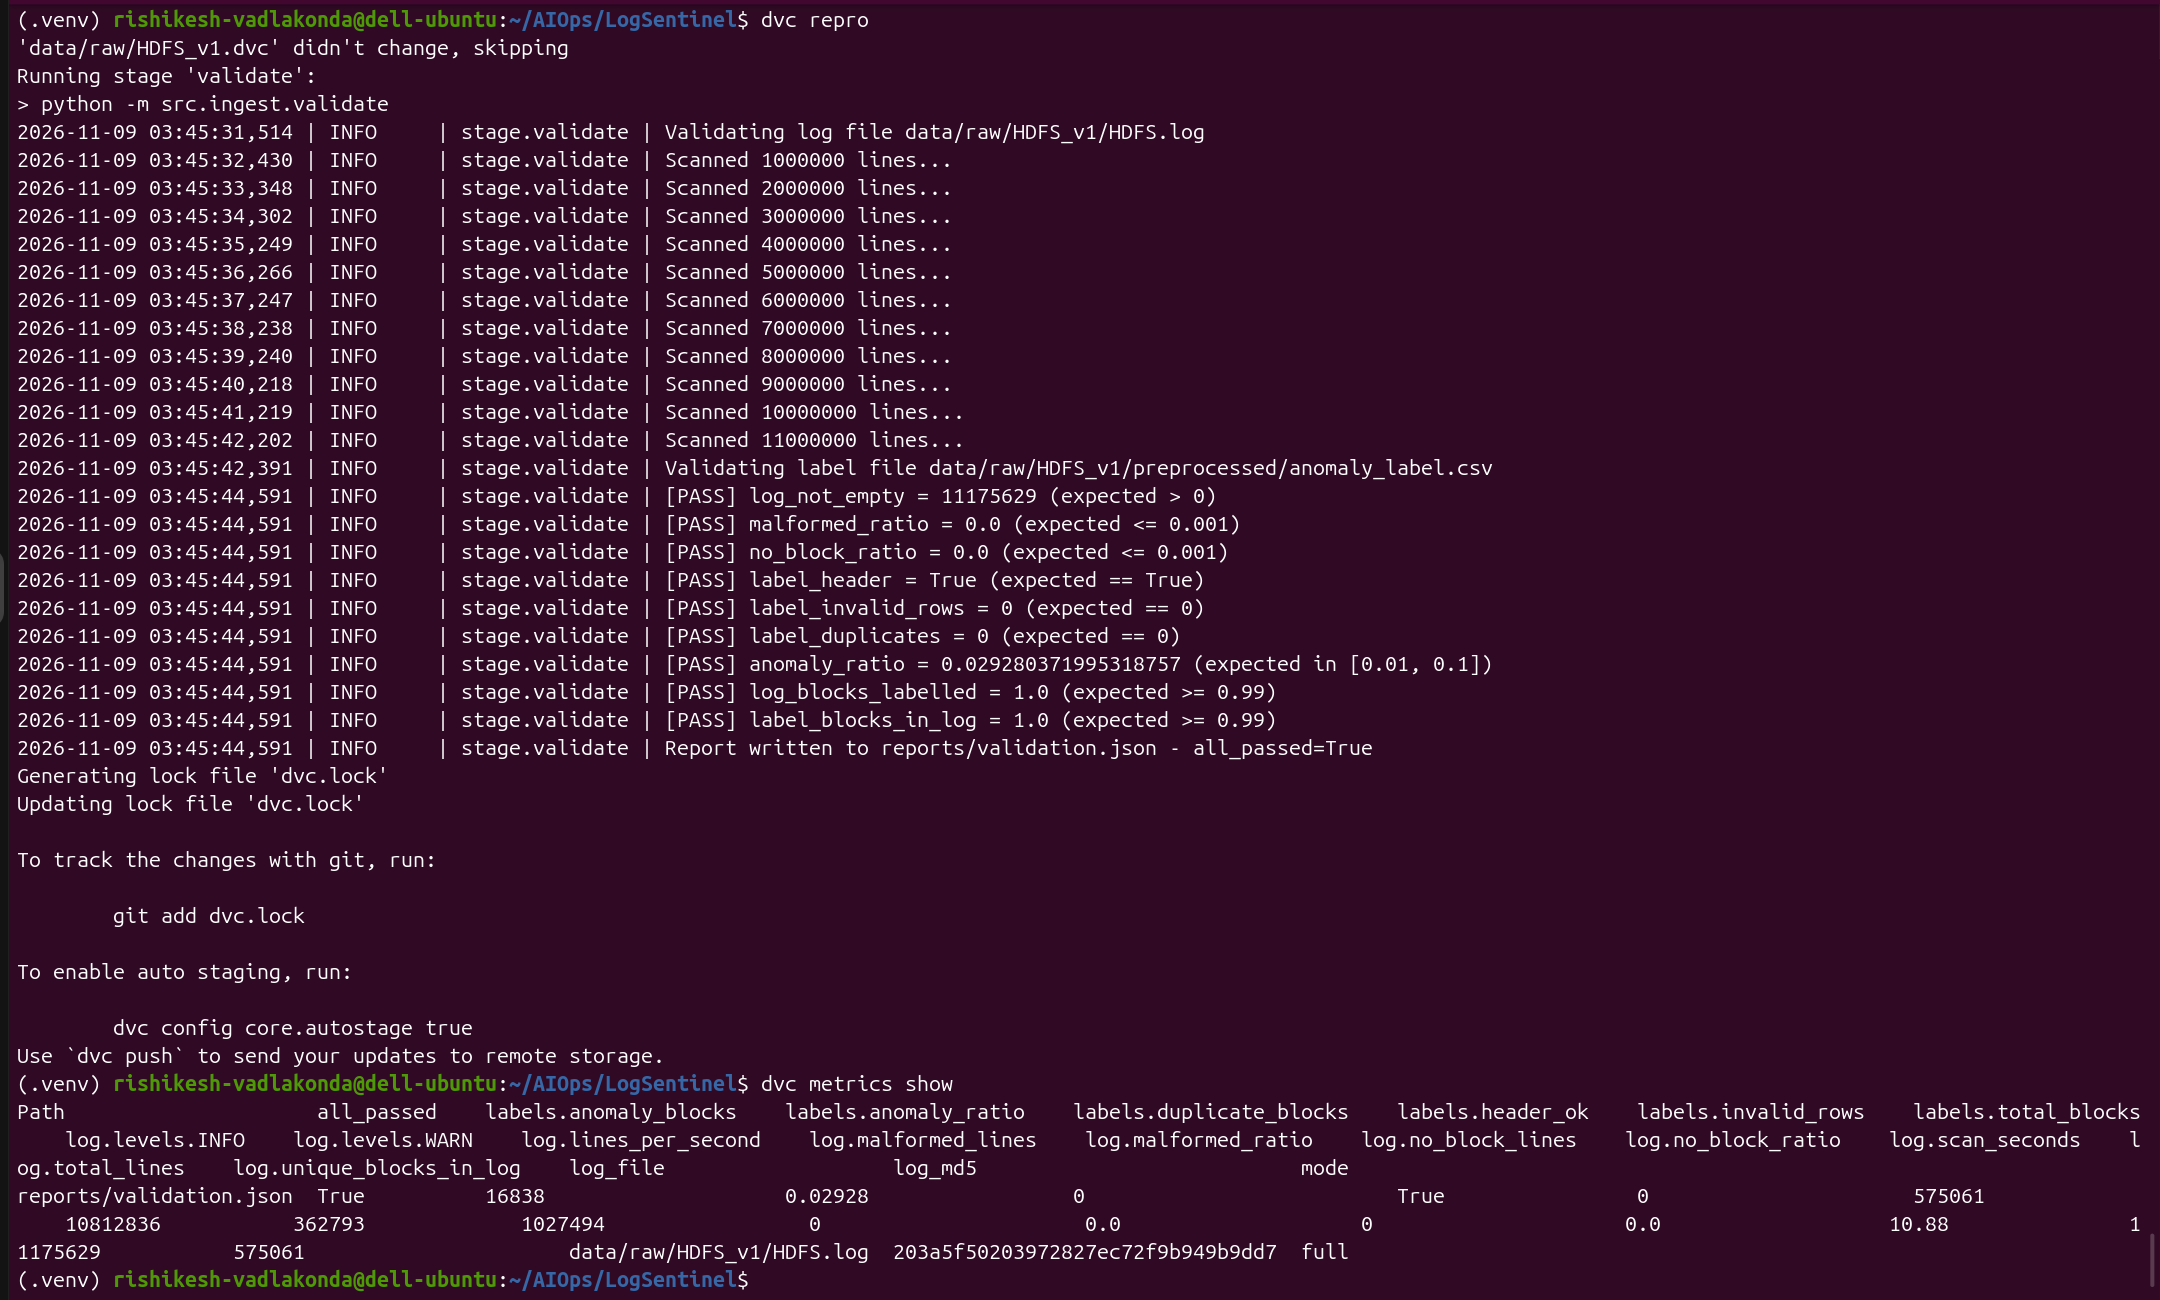 (.venv) rishikesh-vadlakonda@dell-ubuntu:~/AIOps/LogSentinel$ dvc repro
'data/raw/HDFS_v1.dvc' didn't change, skipping
Running stage 'validate':
> python -m src.ingest.validate
2026-11-09 03:45:31,514 | INFO     | stage.validate | Validating log file data/raw/HDFS_v1/HDFS.log
2026-11-09 03:45:32,430 | INFO     | stage.validate | Scanned 1000000 lines...
2026-11-09 03:45:33,348 | INFO     | stage.validate | Scanned 2000000 lines...
2026-11-09 03:45:34,302 | INFO     | stage.validate | Scanned 3000000 lines...
2026-11-09 03:45:35,249 | INFO     | stage.validate | Scanned 4000000 lines...
2026-11-09 03:45:36,266 | INFO     | stage.validate | Scanned 5000000 lines...
2026-11-09 03:45:37,247 | INFO     | stage.validate | Scanned 6000000 lines...
2026-11-09 03:45:38,238 | INFO     | stage.validate | Scanned 7000000 lines...
2026-11-09 03:45:39,240 | INFO     | stage.validate | Scanned 8000000 lines...
2026-11-09 03:45:40,218 | INFO     | stage.validate | Scanned 9000000 lines...
2026-11-09 03:45:41,219 | INFO     | stage.validate | Scanned 10000000 lines...
2026-11-09 03:45:42,202 | INFO     | stage.validate | Scanned 11000000 lines...
2026-11-09 03:45:42,391 | INFO     | stage.validate | Validating label file data/raw/HDFS_v1/preprocessed/anomaly_label.csv
2026-11-09 03:45:44,591 | INFO     | stage.validate | [PASS] log_not_empty = 11175629 (expected > 0)
2026-11-09 03:45:44,591 | INFO     | stage.validate | [PASS] malformed_ratio = 0.0 (expected <= 0.001)
2026-11-09 03:45:44,591 | INFO     | stage.validate | [PASS] no_block_ratio = 0.0 (expected <= 0.001)
2026-11-09 03:45:44,591 | INFO     | stage.validate | [PASS] label_header = True (expected == True)
2026-11-09 03:45:44,591 | INFO     | stage.validate | [PASS] label_invalid_rows = 0 (expected == 0)
2026-11-09 03:45:44,591 | INFO     | stage.validate | [PASS] label_duplicates = 0 (expected == 0)
2026-11-09 03:45:44,591 | INFO     | stage.validate | [PASS] anomaly_ratio = 0.029280371995318757 (expected in [0.01, 0.1])
2026-11-09 03:45:44,591 | INFO     | stage.validate | [PASS] log_blocks_labelled = 1.0 (expected >= 0.99)
2026-11-09 03:45:44,591 | INFO     | stage.validate | [PASS] label_blocks_in_log = 1.0 (expected >= 0.99)
2026-11-09 03:45:44,591 | INFO     | stage.validate | Report written to reports/validation.json - all_passed=True
Generating lock file 'dvc.lock'
Updating lock file 'dvc.lock'

To track the changes with git, run:

        git add dvc.lock

To enable auto staging, run:

        dvc config core.autostage true
Use `dvc push` to send your updates to remote storage.
(.venv) rishikesh-vadlakonda@dell-ubuntu:~/AIOps/LogSentinel$ dvc metrics show
Path                     all_passed    labels.anomaly_blocks    labels.anomaly_ratio    labels.duplicate_blocks    labels.header_ok    labels.invalid_rows    labels.total_blocks
    log.levels.INFO    log.levels.WARN    log.lines_per_second    log.malformed_lines    log.malformed_ratio    log.no_block_lines    log.no_block_ratio    log.scan_seconds    l
og.total_lines    log.unique_blocks_in_log    log_file                   log_md5                           mode
reports/validation.json  True          16838                    0.02928                 0                          True                0                      575061
    10812836           362793             1027494                0                      0.0                    0                     0.0                   10.88               1
1175629           575061                      data/raw/HDFS_v1/HDFS.log  203a5f50203972827ec72f9b949b9dd7  full
(.venv) rishikesh-vadlakonda@dell-ubuntu:~/AIOps/LogSentinel$